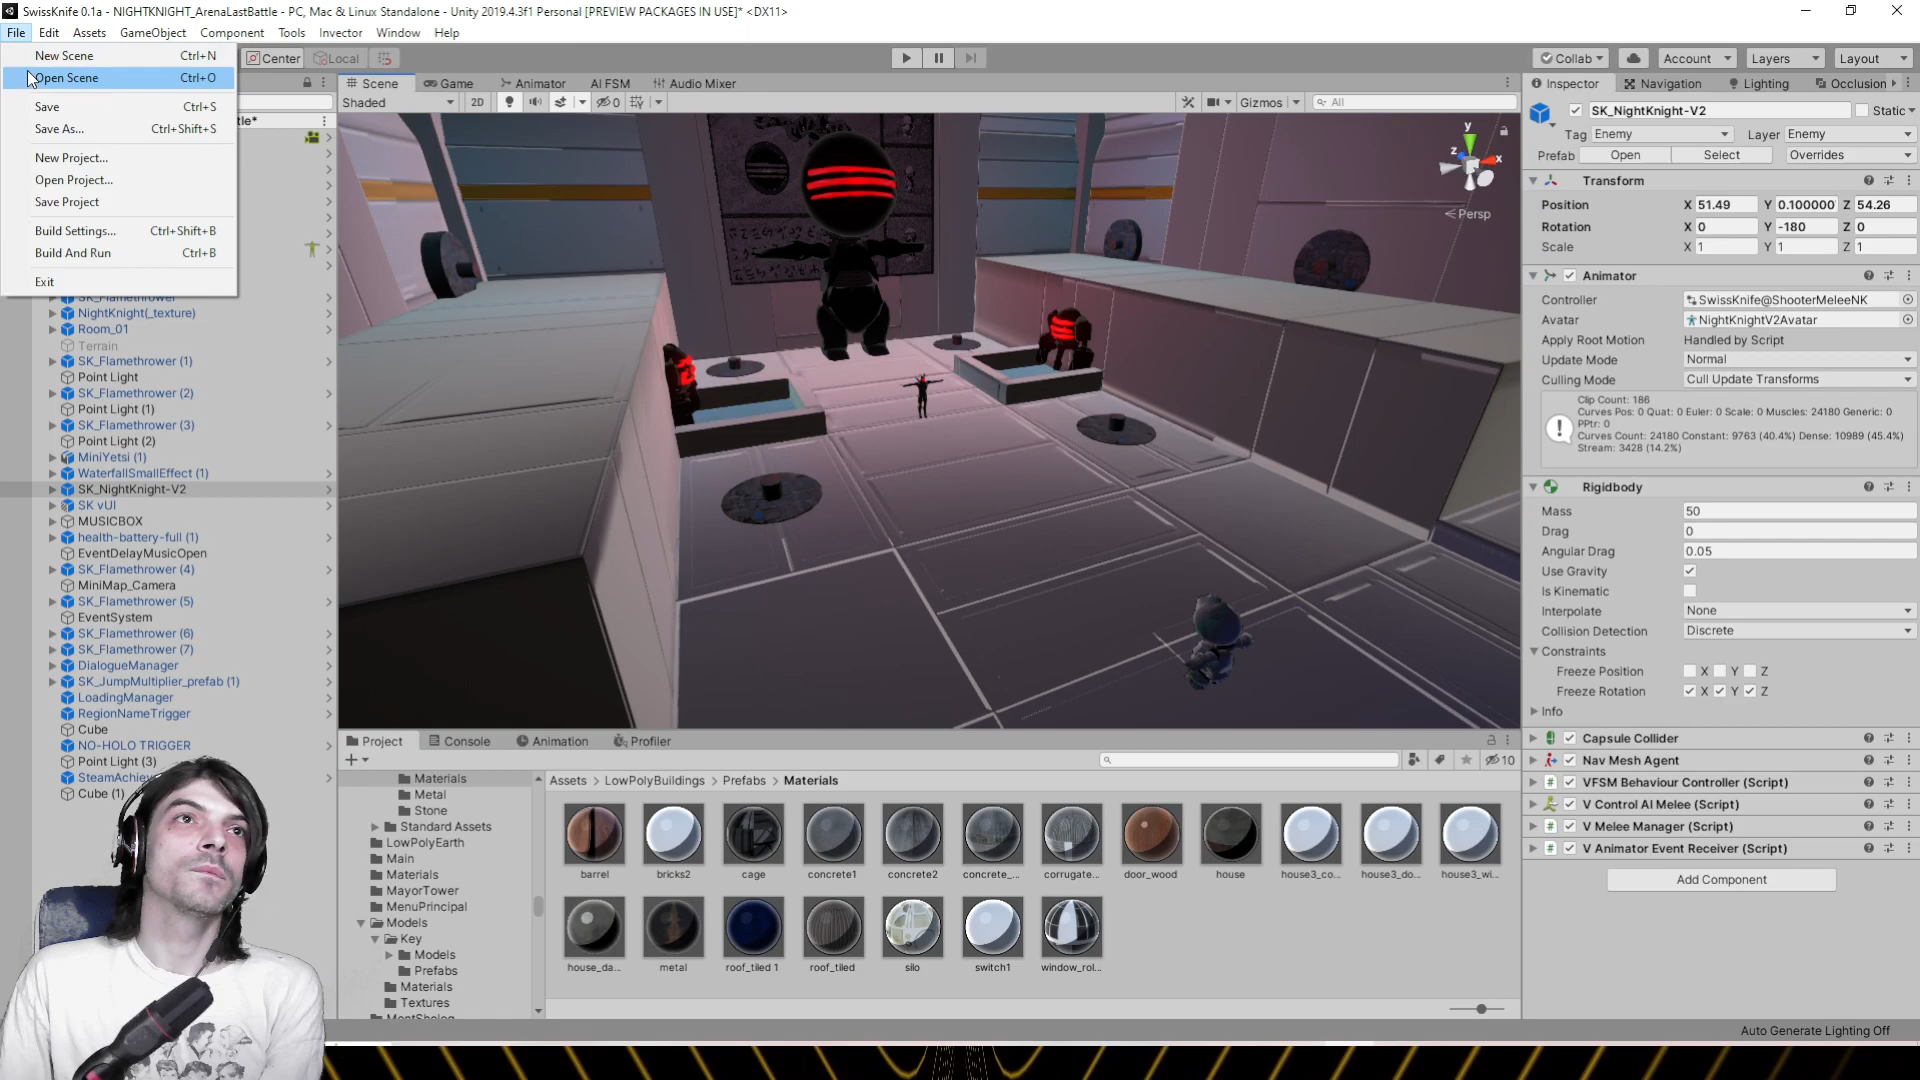 SwissKnife 0.1a - NIGHTKNIGHT_ArenaLastBattle - PC, Mac & Linux Standalone - Unity 2019.4.3f1 Personal [PREVIEW PACKAGES IN USE]* <DX11>
File Edit Assets GameObject Component Tools Invector Window Help
New Scene Ctrl+N
Open Scene Ctrl+O
Save Ctrl+S
Save As... Ctrl+Shift+S
New Project...
Open Project...
Save Project
Build Settings... Ctrl+Shift+B
Build And Run Ctrl+B
Exit
Center Local
Collab Account Layers Layout
Scene Game Animator AI FSM Audio Mixer
Shaded 2D 0 Gizmos All
tle*
SK_Flamethrower
NightKnight(_texture)
Room_01
Terrain
SK_Flamethrower (1)
Point Light
SK_Flamethrower (2)
Point Light (1)
SK_Flamethrower (3)
Point Light (2)
MiniYetsi (1)
WaterfallSmallEffect (1)
SK_NightKnight-V2
SK vUI
MUSICBOX
health-battery-full (1)
EventDelayMusicOpen
SK_Flamethrower (4)
MiniMap_Camera
SK_Flamethrower (5)
EventSystem
SK_Flamethrower (6)
SK_Flamethrower (7)
DialogueManager
SK_JumpMultiplier_prefab (1)
LoadingManager
RegionNameTrigger
Cube
NO-HOLO TRIGGER
Point Light (3)
SteamAchiev
Cube (1)
y
z
x
Persp
Project Console Animation Profiler
10
Materials
Metal
Stone
Standard Assets
LowPolyEarth
Main
Materials
MayorTower
MenuPrincipal
Models
Key
Models
Prefabs
Materials
Textures
MontSholog
Assets > LowPolyBuildings > Prefabs > Materials
barrel bricks2 cage concrete1 concrete2 concrete_... corrugate... door_wood house house3_co... house3_do... house3_wi...
house_da... metal roof_tiled 1 roof_tiled silo switch1 window_rol...
Inspector Navigation Lighting Occlusion
SK_NightKnight-V2 Static
Tag Enemy Layer Enemy
Prefab Open Select Overrides
Transform
Position X 51.49 Y 0.100000 Z 54.26
Rotation X 0 Y -180 Z 0
Scale X 1 Y 1 Z 1
Animator
Controller SwissKnife@ShooterMeleeNK
Avatar NightKnightV2Avatar
Apply Root Motion Handled by Script
Update Mode Normal
Culling Mode Cull Update Transforms
Clip Count: 186
Curves Pos: 0 Quat: 0 Euler: 0 Scale: 0 Muscles: 24180 Generic: 0
PPtr: 0
Curves Count: 24180 Constant: 9763 (40.4%) Dense: 10989 (45.4%)
Stream: 3428 (14.2%)
Rigidbody
Mass 50
Drag 0
Angular Drag 0.05
Use Gravity
Is Kinematic
Interpolate None
Collision Detection Discrete
Constraints
Freeze Position X Y Z
Freeze Rotation X Y Z
Info
Capsule Collider
Nav Mesh Agent
VFSM Behaviour Controller (Script)
V Control AI Melee (Script)
V Melee Manager (Script)
V Animator Event Receiver (Script)
Add Component
Auto Generate Lighting Off